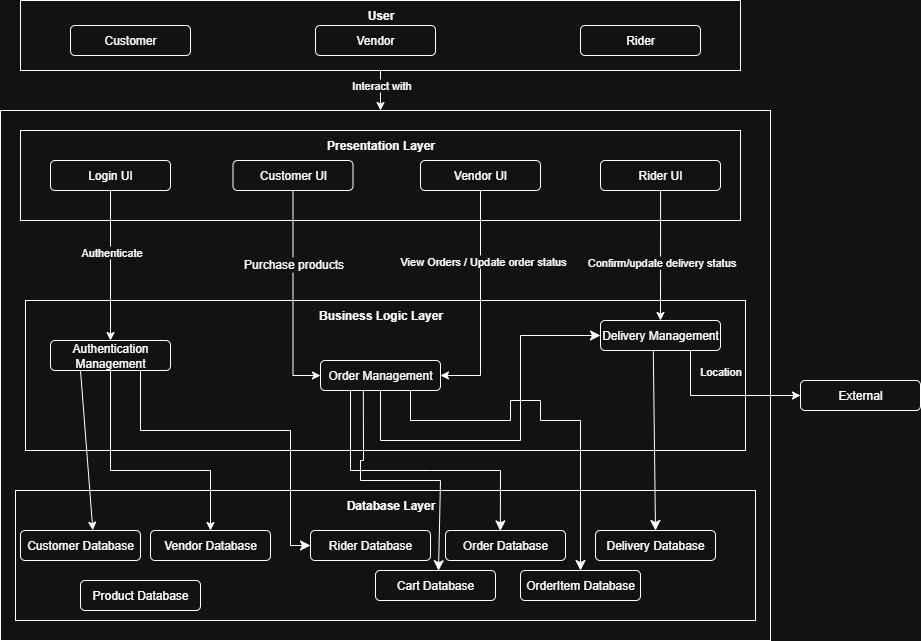 User
Customer
Vendor
Rider
Interact with
Presentation Layer
Login UI
Customer UI
Vendor UI
Rider UI
Authenticate
Purchase products
View Orders / Update order status
Confirm/update delivery status
Business Logic Layer
Authentication
Management
Order Management
Delivery Management
Location
External
Database Layer
Customer Database
Vendor Database
Rider Database
Order Database
Delivery Database
Product Database
Cart Database
OrderItem Database